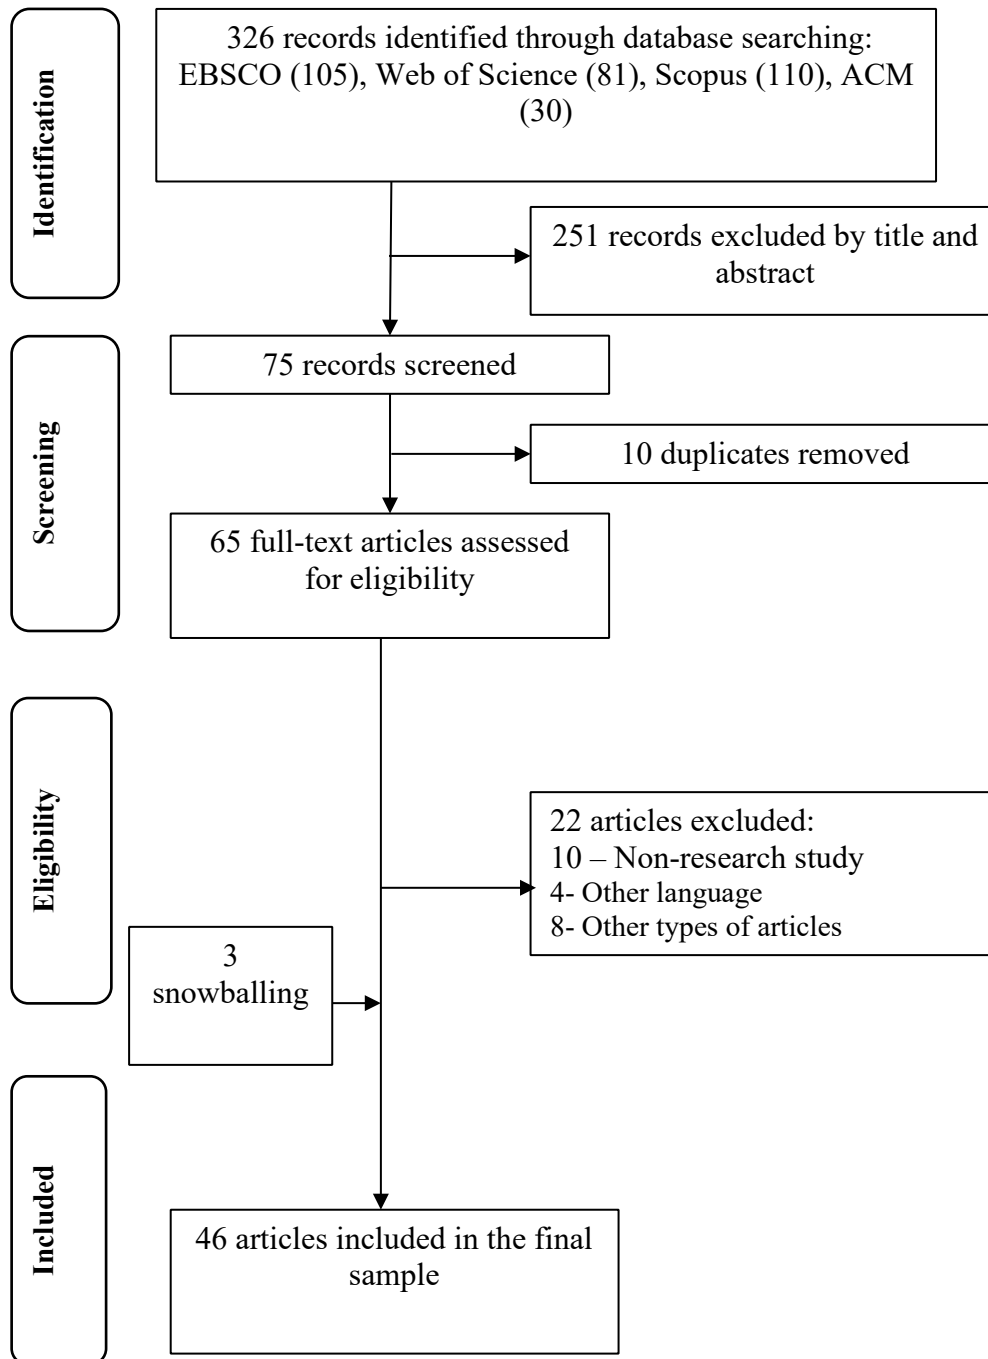 Identification
326 records identified through database searching:
EBSCO (105), Web of Science (81), Scopus (110), ACM
(30)
251 records excluded by title and
abstract
Screening
75 records screened
10 duplicates removed
65 full-text articles assessed
for eligibility
Eligibility
22 articles excluded:
10 – Non-research study
4- Other language
8- Other types of articles
3
snowballing
Included
46 articles included in the final
sample